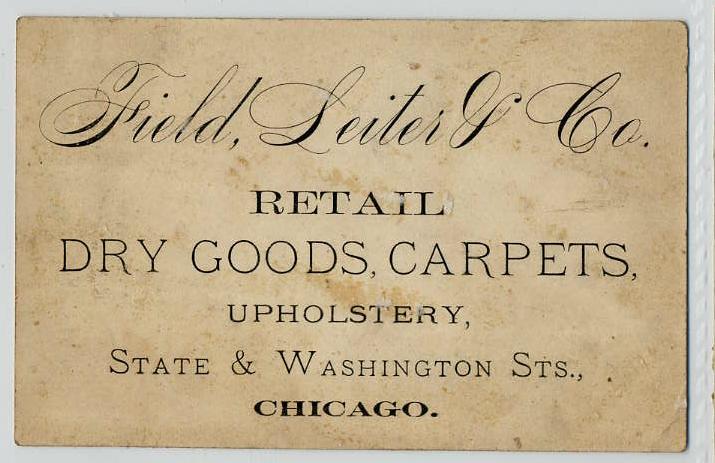 Field, Leiter & Co.
RETAIL
DRY GOODS, CARPETS,
UPHOLSTERY,
STATE & WASHINGTON STS.,
CHICAGO.